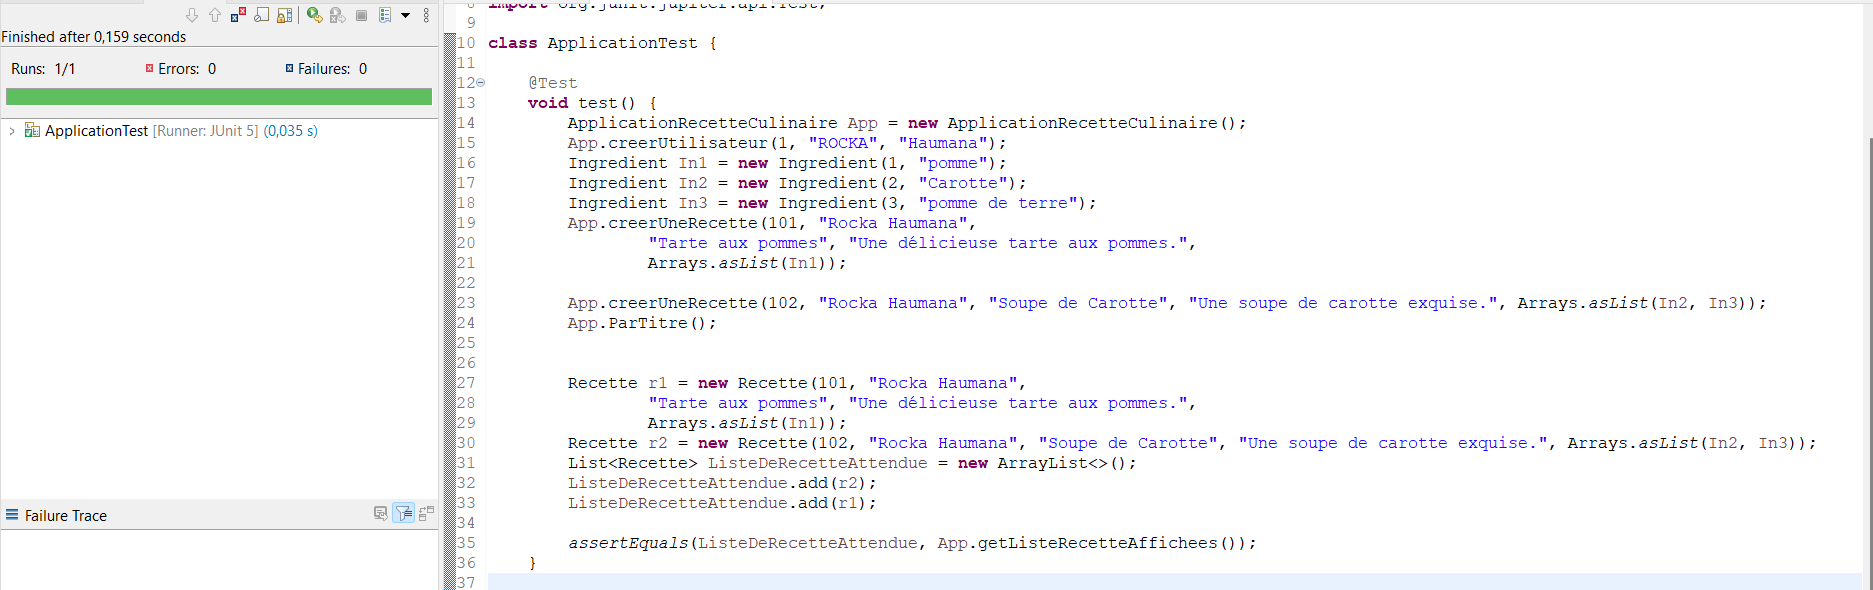 Finished after 0,159 seconds
Runs: 1/1 Errors: 0 Failures: 0
ApplicationTest [Runner: JUnit 5] (0,035 s)
Failure Trace
8 import org.junit.jupiter.api.Test;
9
10 class ApplicationTest {
11
12 @Test
13 void test() {
14 ApplicationRecetteCulinaire App = new ApplicationRecetteCulinaire();
15 App.creerUtilisateur(1, "ROCKA", "Haumana");
16 Ingredient In1 = new Ingredient(1, "pomme");
17 Ingredient In2 = new Ingredient(2, "Carotte");
18 Ingredient In3 = new Ingredient(3, "pomme de terre");
19 App.creerUneRecette(101, "Rocka Haumana",
20 "Tarte aux pommes", "Une délicieuse tarte aux pommes.",
21 Arrays.asList(In1));
22
23 App.creerUneRecette(102, "Rocka Haumana", "Soupe de Carotte", "Une soupe de carotte exquise.", Arrays.asList(In2, In3));
24 App.ParTitre();
25
26
27 Recette r1 = new Recette(101, "Rocka Haumana",
28 "Tarte aux pommes", "Une délicieuse tarte aux pommes.",
29 Arrays.asList(In1));
30 Recette r2 = new Recette(102, "Rocka Haumana", "Soupe de Carotte", "Une soupe de carotte exquise.", Arrays.asList(In2, In3));
31 List<Recette> ListeDeRecetteAttendue = new ArrayList<>();
32 ListeDeRecetteAttendue.add(r2);
33 ListeDeRecetteAttendue.add(r1);
34
35 assertEquals(ListeDeRecetteAttendue, App.getListeRecetteAffichees());
36 }
37